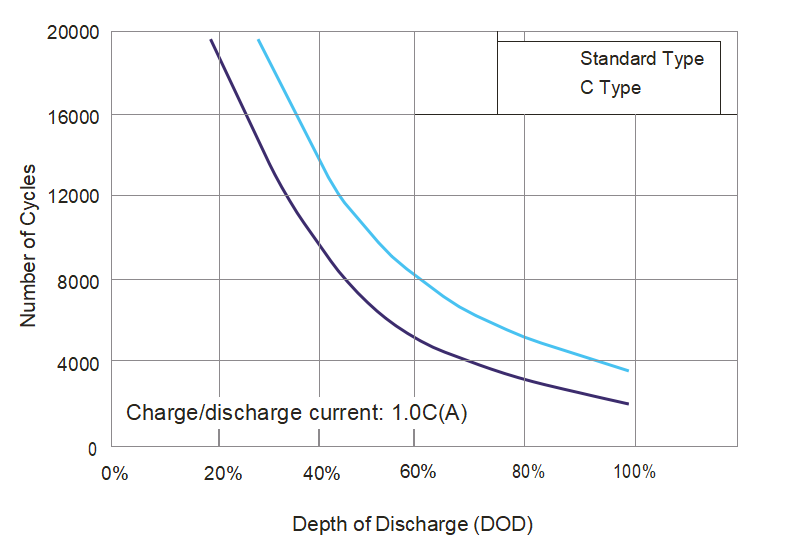 20000
Standard Type
C Type
16000
12000
8000
4000
0
Number of Cycles
Charge/discharge current: 1.0C(A)
0% 20% 40% 60% 80% 100%
Depth of Discharge (DOD)